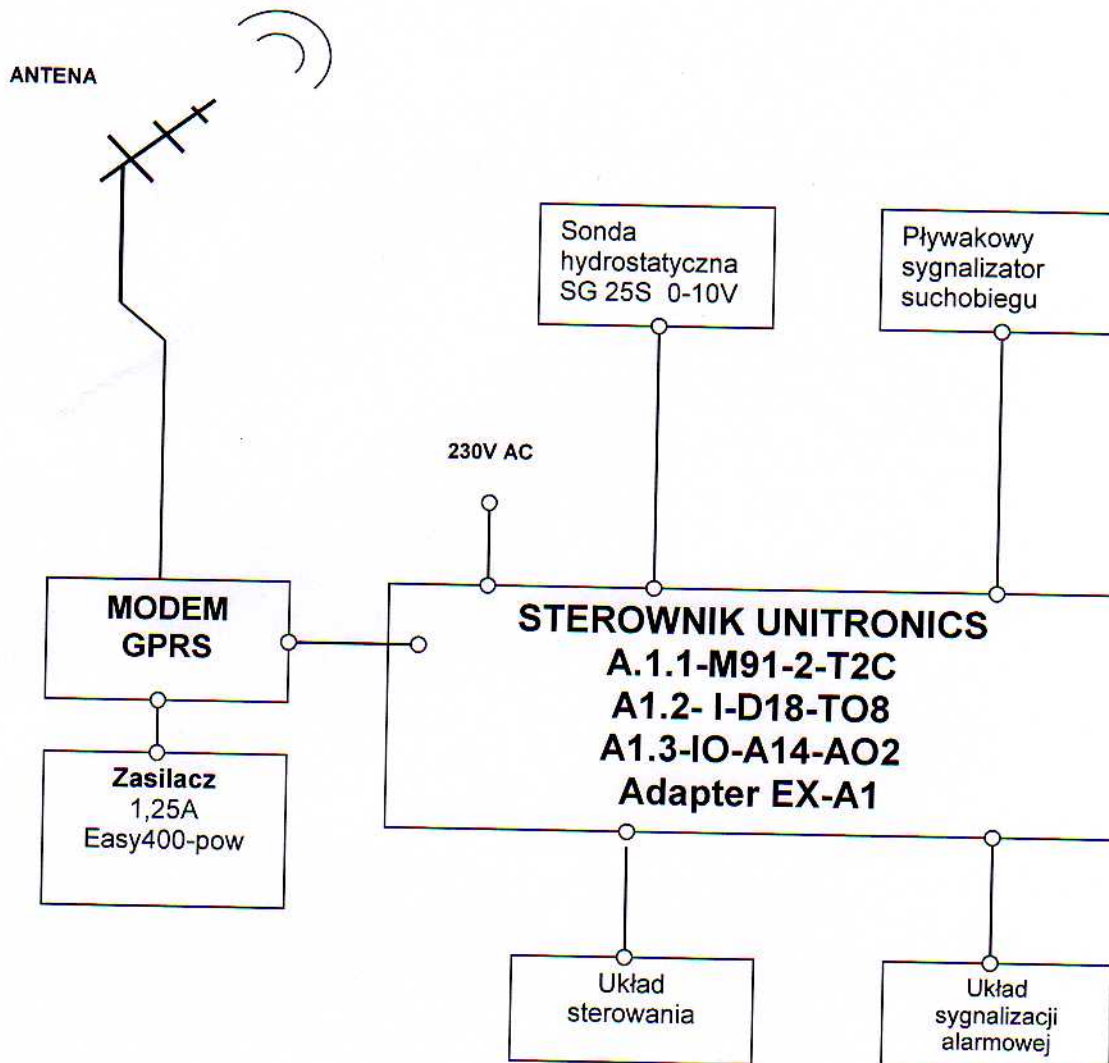 ANTENA
Sonda
hydrostatyczna
SG 25S 0-10V
Pływakowy
sygnalizator
suchobiegu
230V AC
MODEM
GPRS
STEROWNIK UNITRONICS
A.1.1-M91-2-T2C
A1.2- I-D18-TO8
A1.3-IO-A14-AO2
Adapter EX-A1
Zasilacz
1,25A
Easy400-pow
Układ
sterowania
Układ
sygnalizacji
alarmowej